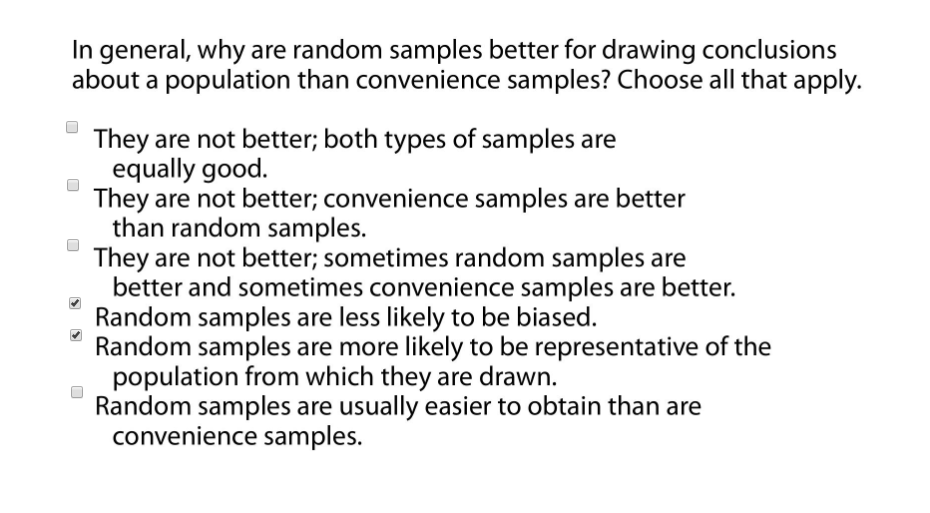 In general, why are random samples better for drawing conclusions
about a population than convenience samples? Choose all that apply.
They are not better; both types of samples are
equally good.
They are not better; convenience samples are better
than random samples.
They are not better; sometimes random samples are
better and sometimes convenience samples are better.
Random samples are less likely to be biased.
Random samples are more likely to be representative of the
population from which they are drawn.
Random samples are usually easier to obtain than are
convenience samples.